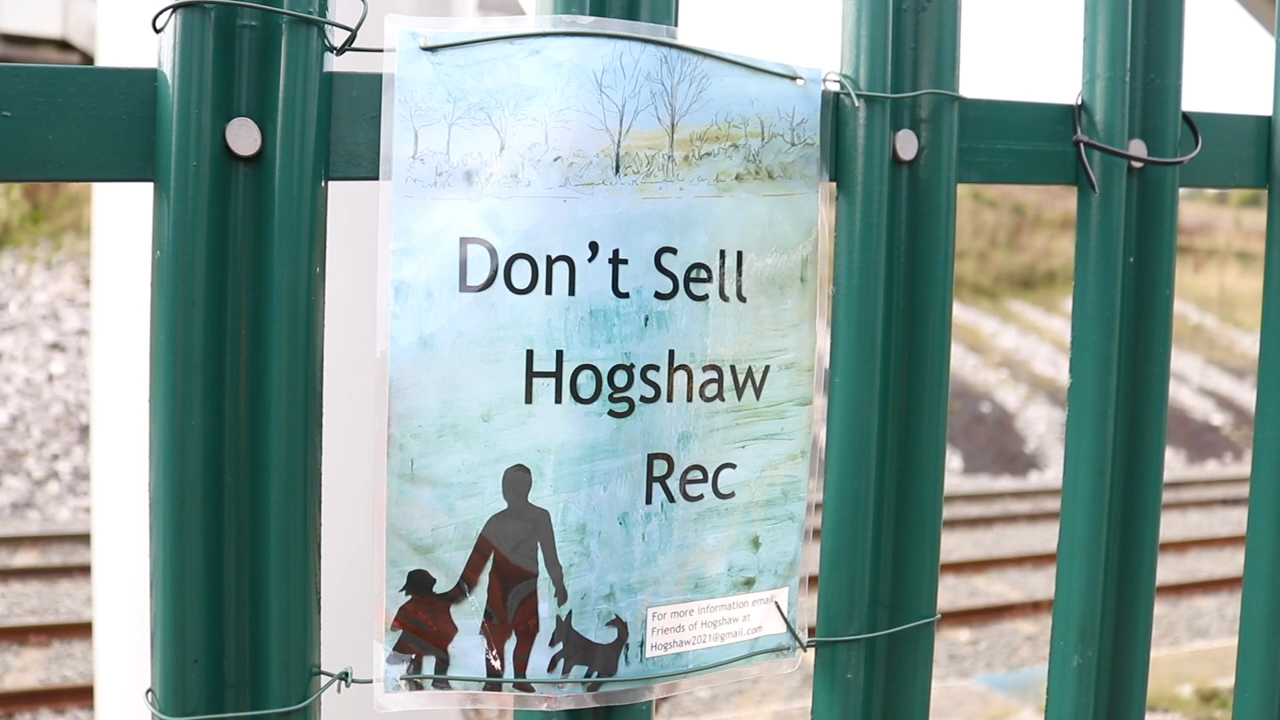 Don't Sell
Hogshaw
Rec
For more information email
Friends of Hogshaw at
Hogshaw2021@gmail.com